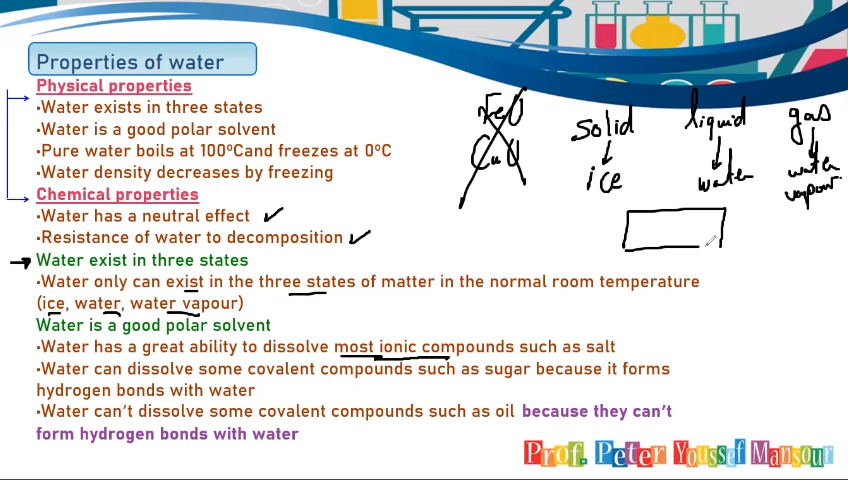 Properties of water
Physical properties
•Water exists in three states
•Water is a good polar solvent
•Pure water boils at 100ºCand freezes at 0ºC
•Water density decreases by freezing
Chemical properties
•Water has a neutral effect
•Resistance of water to decomposition
Water exist in three states
•Water only can exist in the three states of matter in the normal room temperature
(ice, water, water vapour)
Water is a good polar solvent
•Water has a great ability to dissolve most ionic compounds such as salt
•Water can dissolve some covalent compounds such as sugar because it forms
hydrogen bonds with water
•Water can’t dissolve some covalent compounds such as oil because they can’t
form hydrogen bonds with water
FeO
CuO
solid
ice
liquid
water
gas
water
vapour
Prof. Peter Youssef Mansour